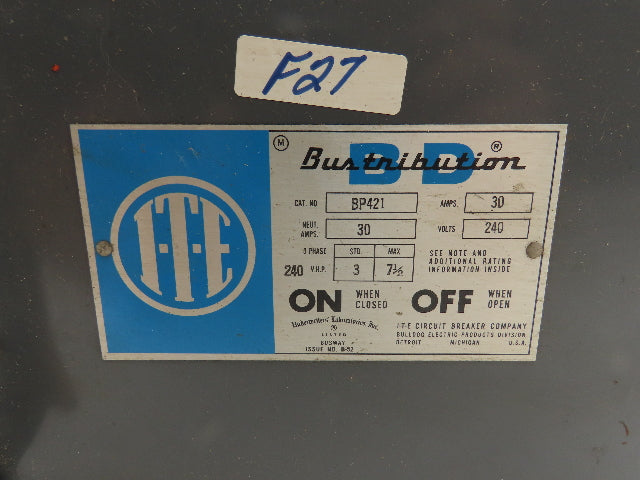 F27
I-T-E
M
Bustribution ®
BD
CAT. NO BP421 AMPS. 30
NEUT. AMPS. 30 VOLTS 240
3 PHASE STD. MAX
240 V.H.P. 3 7½
SEE NOTE AND
ADDITIONAL RATING
INFORMATION INSIDE
ON WHEN CLOSED OFF WHEN OPEN
Underwriters' Laboratories, Inc.
LISTED
BUSWAY
ISSUE NO.
I-T-E CIRCUIT BREAKER COMPANY
BULLDOG ELECTRIC PRODUCTS DIVISION
DETROIT MICHIGAN U.S.A.